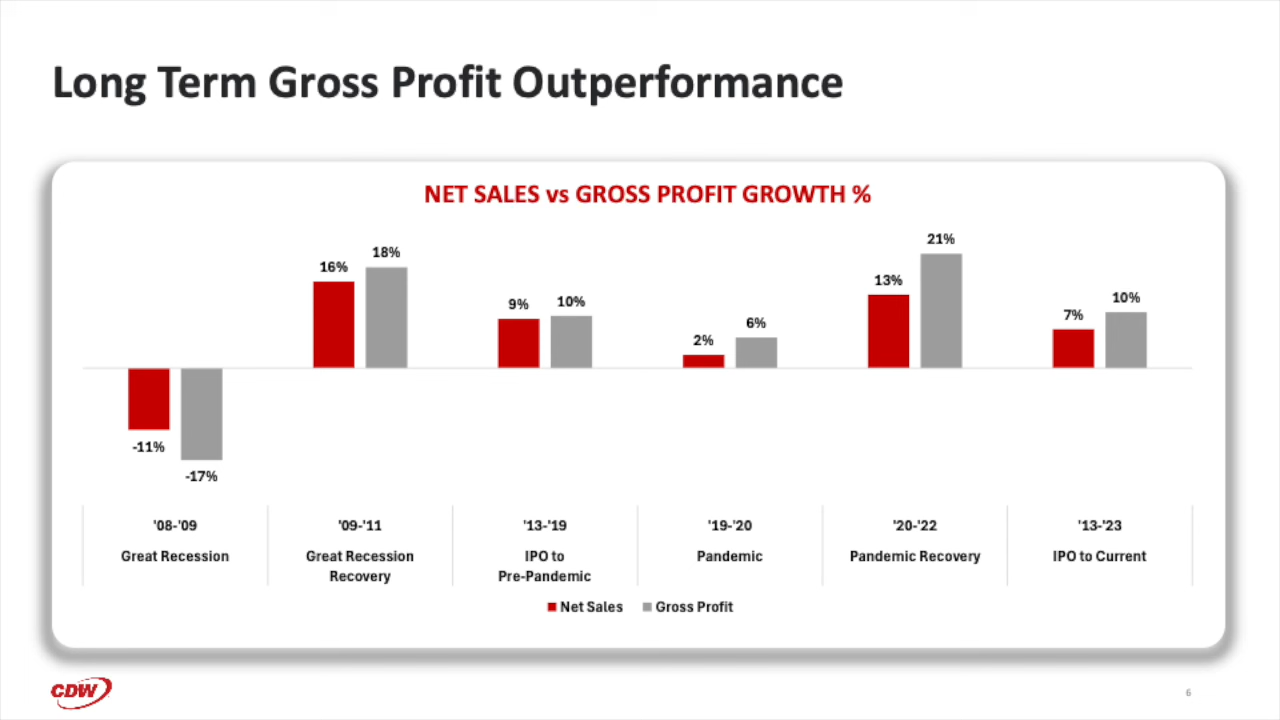 Long Term Gross Profit Outperformance
NET SALES vs GROSS PROFIT GROWTH %
-11%
-17%
16%
18%
9%
10%
2%
6%
13%
21%
7%
10%
'08-'09
Great Recession
'09-'11
Great Recession
Recovery
'13-'19
IPO to
Pre-Pandemic
'19-'20
Pandemic
'20-'22
Pandemic Recovery
'13-'23
IPO to Current
Net Sales
Gross Profit
CDW
6